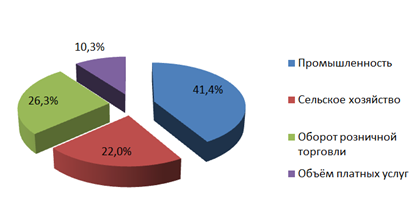 10,3%
41,4%
26,3%
22,0%
Промышленность
Сельское хозяйство
Оборот розничной
торговли
Объём платных услуг